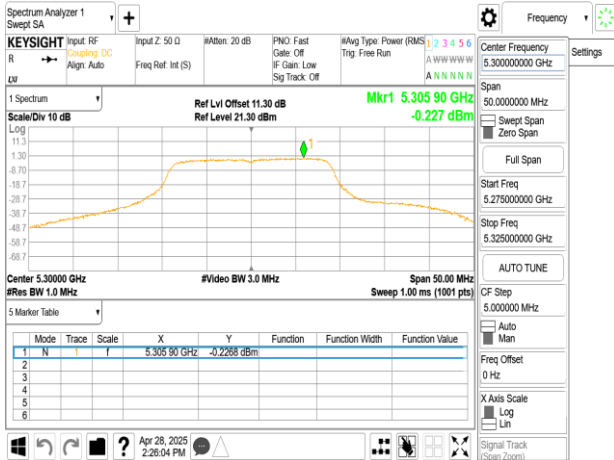 Spectrum Analyzer 1
Swept SA
+
Frequency
Settings
KEYSIGHT
R
LXI
Input: RF
Coupling: DC
Align: Auto
Input Z: 50 Ω
Freq Ref: Int (S)
#Atten: 20 dB
PNO: Fast
Gate: Off
IF Gain: Low
Sig Track: Off
#Avg Type: Power (RMS
Trig: Free Run
1 2 3 4 5 6
A W W W W W
A N N N N N
1 Spectrum
Scale/Div 10 dB
Ref Lvl Offset 11.30 dB
Ref Level 21.30 dBm
Mkr1 5.305 90 GHz
-0.227 dBm
Log
11.3
1.30
-8.70
-18.7
-28.7
-38.7
-48.7
-58.7
-68.7
1
Center 5.30000 GHz
#Video BW 3.0 MHz
Span 50.00 MHz
#Res BW 1.0 MHz
Sweep 1.00 ms (1001 pts)
5 Marker Table
Mode Trace Scale X Y Function Function Width Function Value
1 N 1 f 5.305 90 GHz -0.2268 dBm
2
3
4
5
6
Center Frequency
5.300000000 GHz
Span
50.0000000 MHz
Swept Span
Zero Span
Full Span
Start Freq
5.275000000 GHz
Stop Freq
5.325000000 GHz
AUTO TUNE
CF Step
5.000000 MHz
Auto
Man
Freq Offset
0 Hz
X Axis Scale
Log
Lin
Signal Track
(Span Zoom)
?
Apr 28, 2025
2:26:04 PM